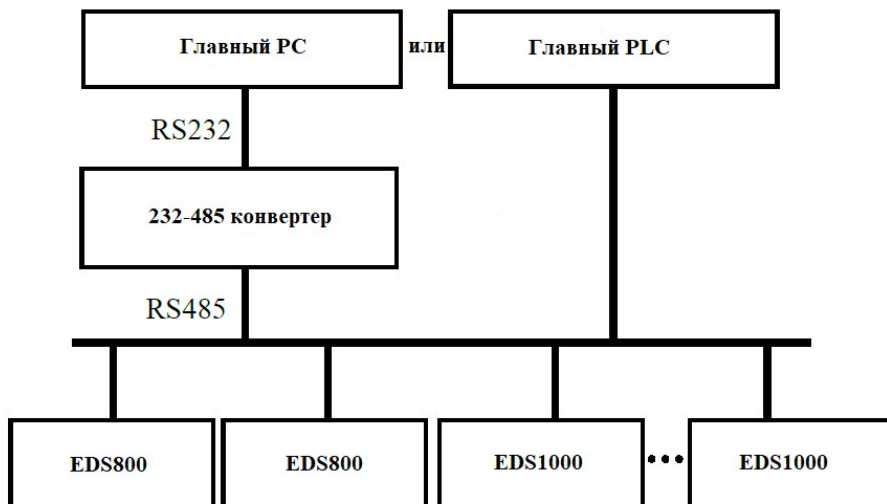 Главный PC
или
Главный PLC
RS232
232-485 конвертер
RS485
EDS800
EDS800
EDS1000
•••
EDS1000